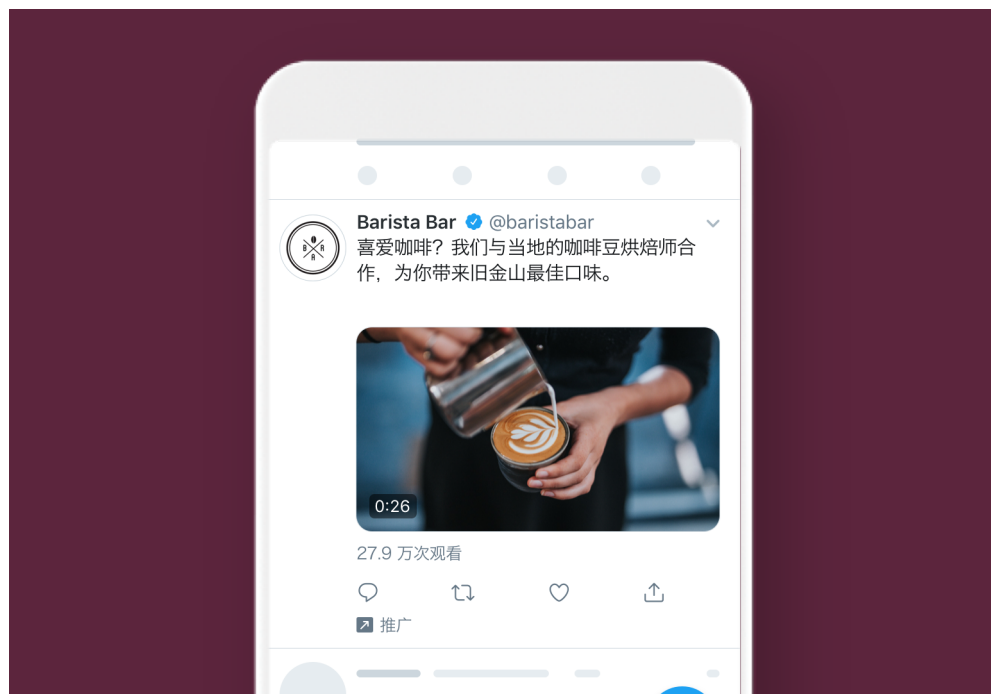 Barista Bar @baristabar
喜爱咖啡？我们与当地的咖啡豆烘焙师合
作，为你带来旧金山最佳口味。
B A R
A
0:26
27.9 万次观看
推广